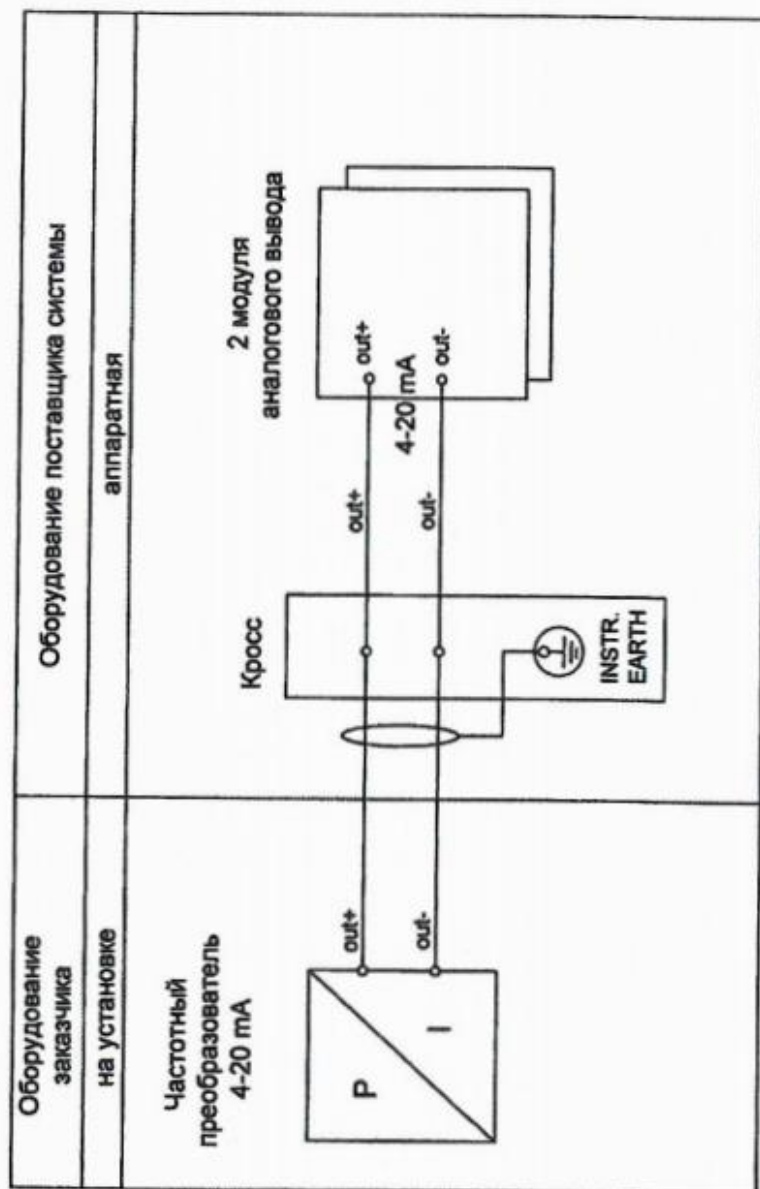 Оборудование
заказчика
Оборудование поставщика системы
на установке
аппаратная
Частотный
преобразователь
4-20 mA
P
I
out+
out-
Кросс
INSTR.
EARTH
out+
out-
2 модуля
аналогового вывода
out+
4-20 mA
out-